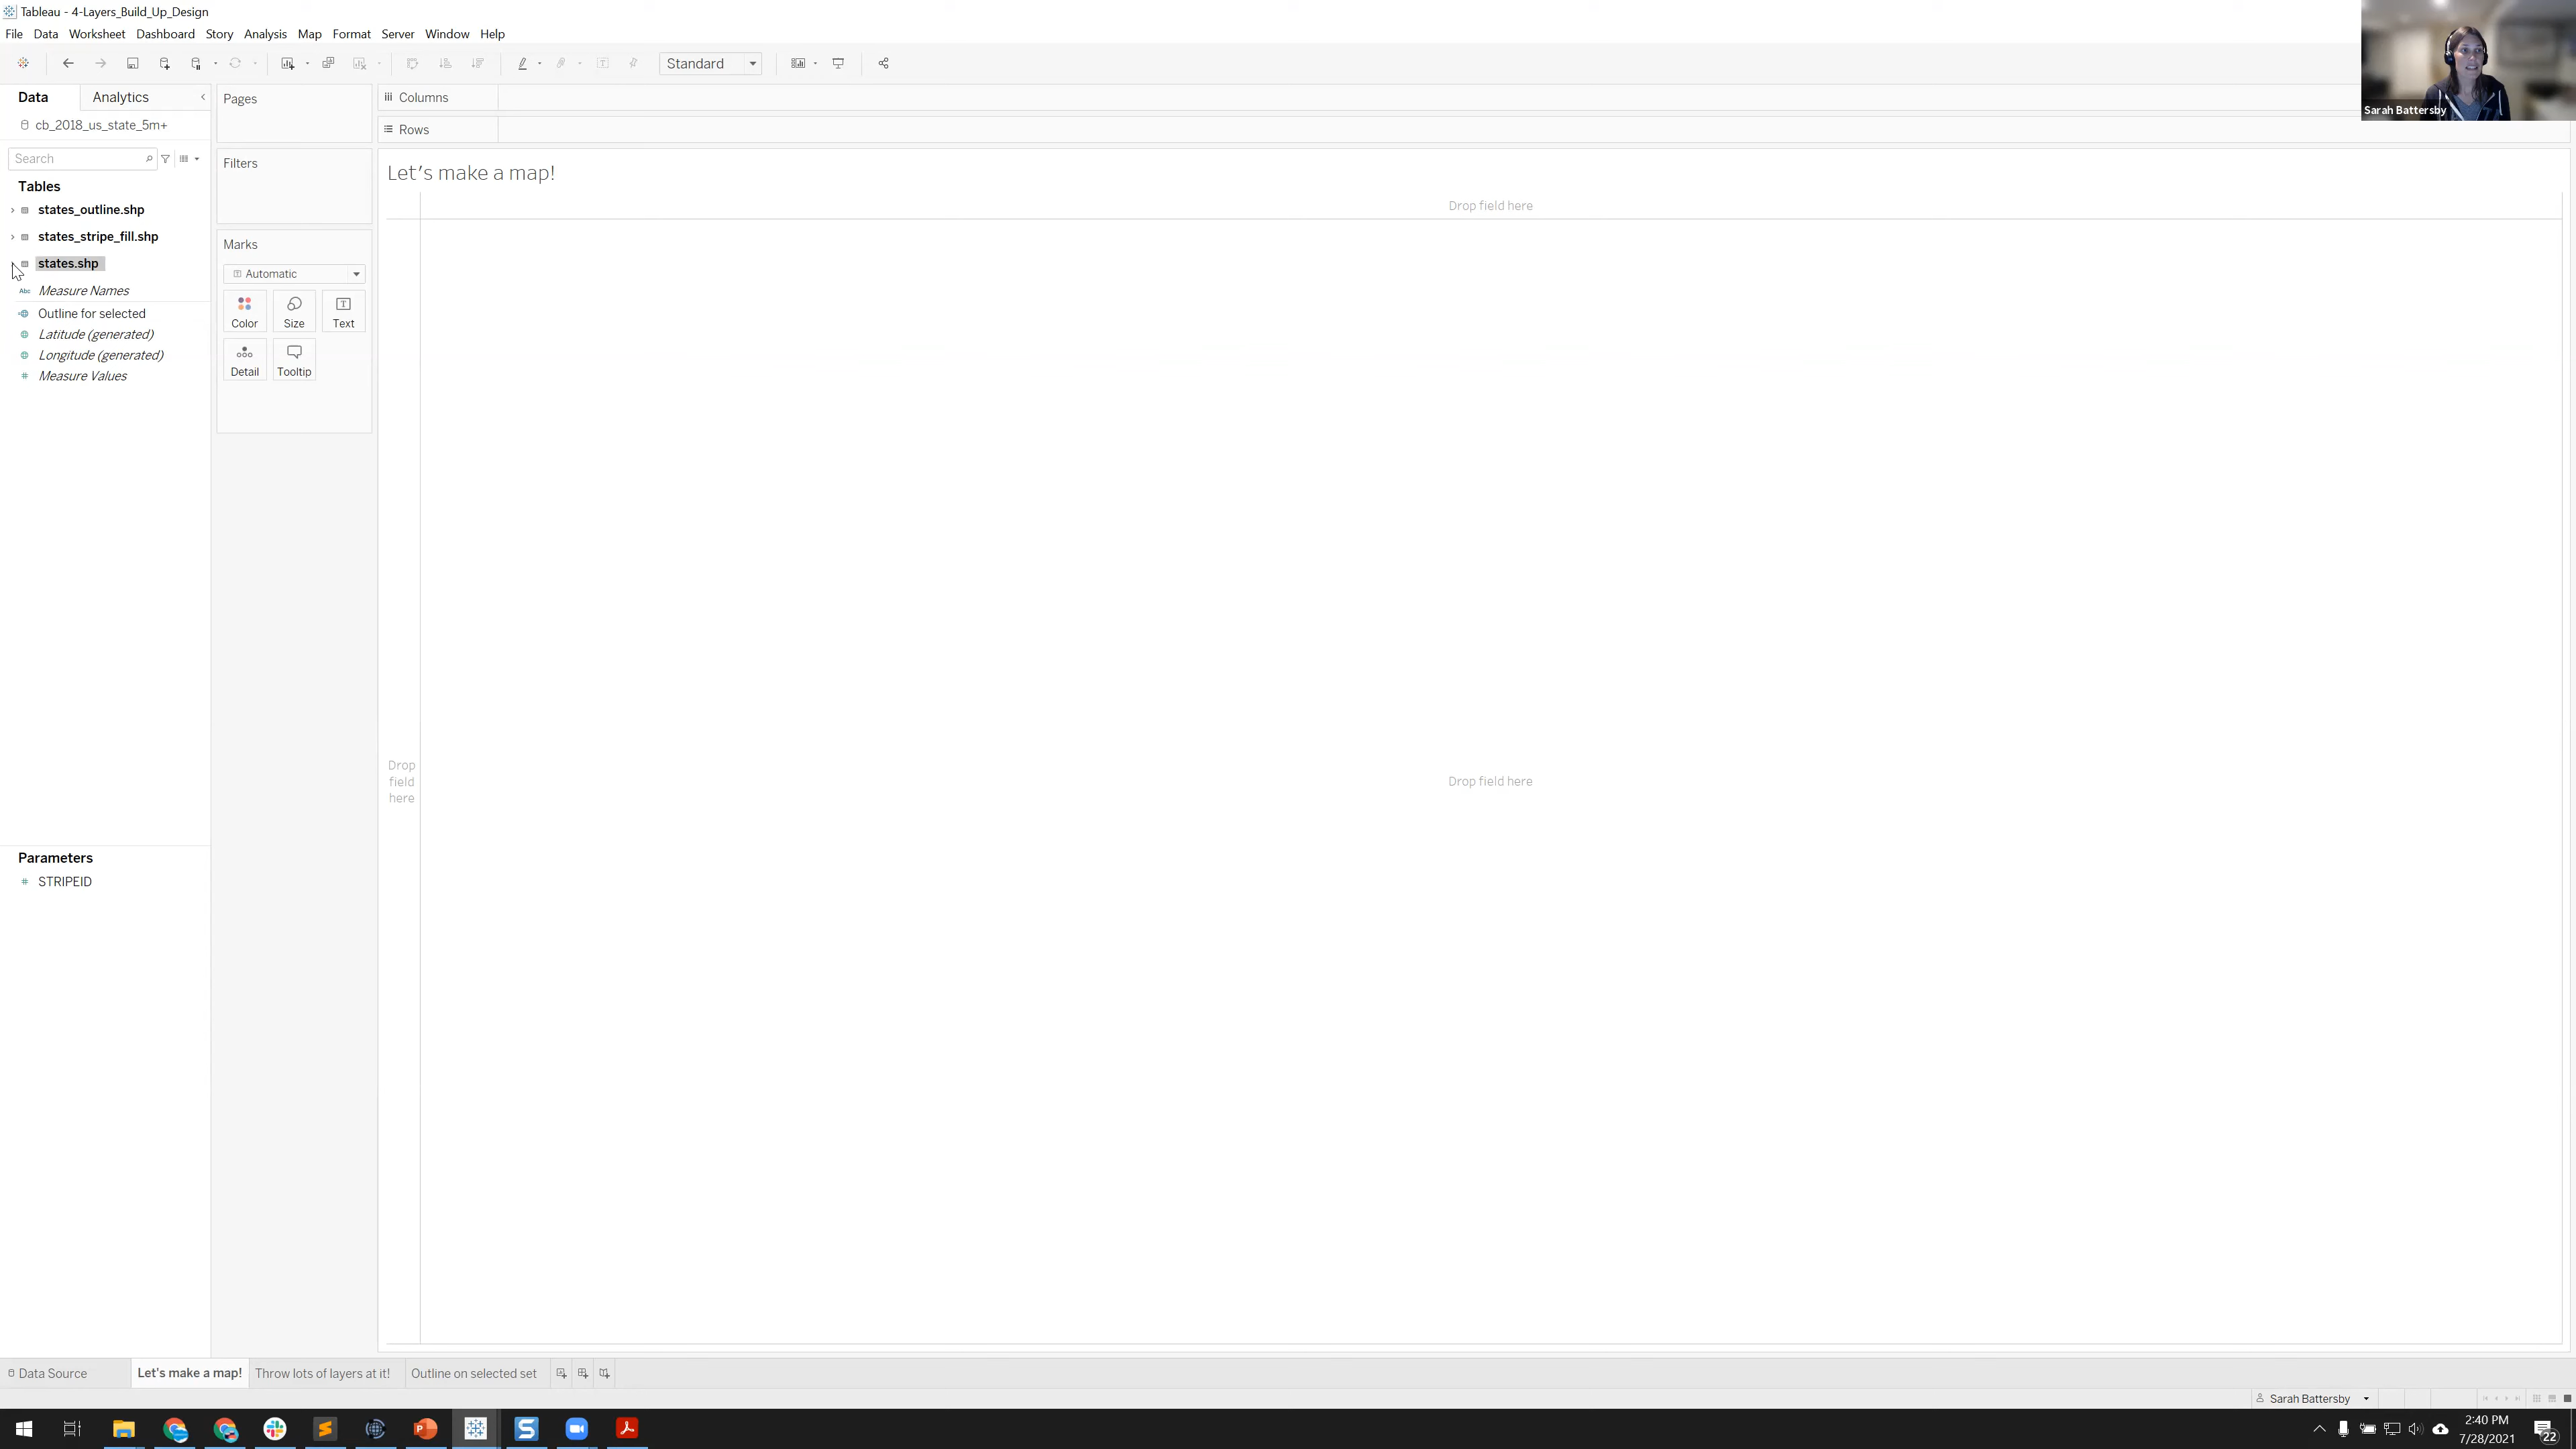 Tableau - 4-Layers_Build_Up_Design
File Data Worksheet Dashboard Story Analysis Map Format Server Window Help
Standard
Sarah Battersby
Data Analytics
Pages
Columns
cb_2018_us_state_5m+
Rows
Search
Filters
Let's make a map!
Tables
Drop field here
states_outline.shp
states_stripe_fill.shp
Marks
states.shp
Automatic
Abc Measure Names
Outline for selected
Color Size Text
Latitude (generated)
Longitude (generated)
Detail Tooltip
# Measure Values
Drop
field
here
Drop field here
Parameters
# STRIPEID
Data Source Let's make a map! Throw lots of layers at it! Outline on selected set
Sarah Battersby
2:40 PM
7/28/2021
22